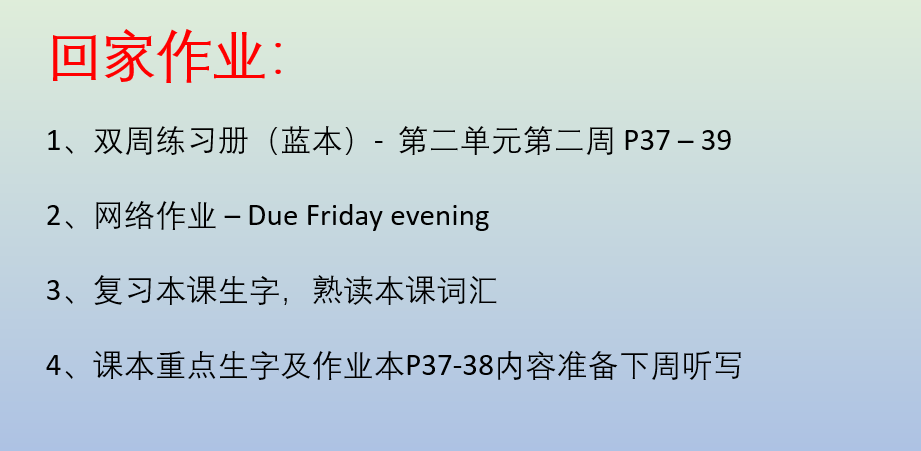 回家作业：
1、双周练习册（蓝本）- 第二单元第二周 P37 – 39
2、网络作业 – Due Friday evening
3、复习本课生字，熟读本课词汇
4、课本重点生字及作业本P37-38内容准备下周听写